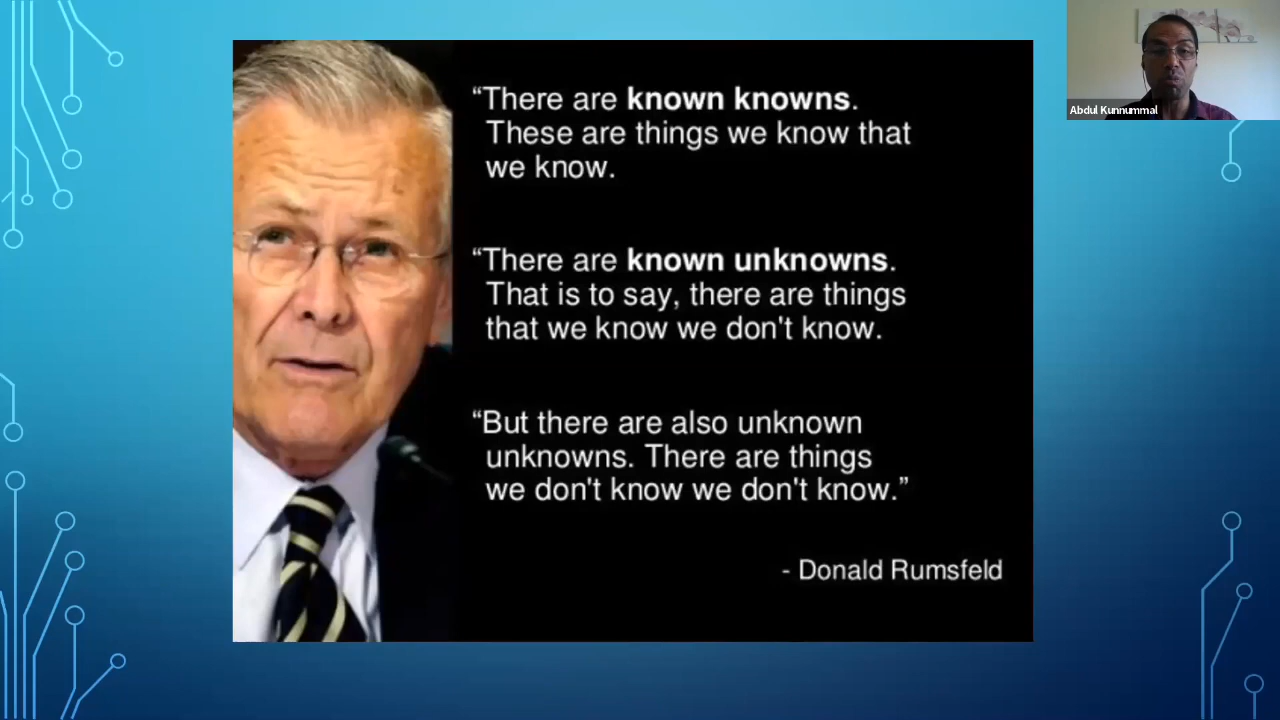 “There are known knowns.
These are things we know that
we know.
“There are known unknowns.
That is to say, there are things
that we know we don't know.
“But there are also unknown
unknowns. There are things
we don't know we don't know.”
- Donald Rumsfeld
Abdul Kunnummal